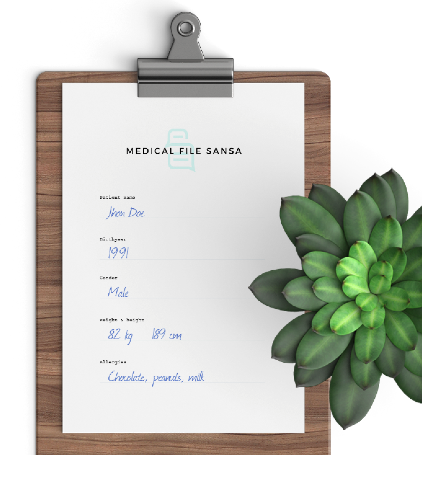 MEDICAL FILE SANSA
Patient name
Jhon Doe
Birthyear
1991
Gender
Male
weight & height
82 kg 189 cm
Allergies
Chocolate, peanuts, milk